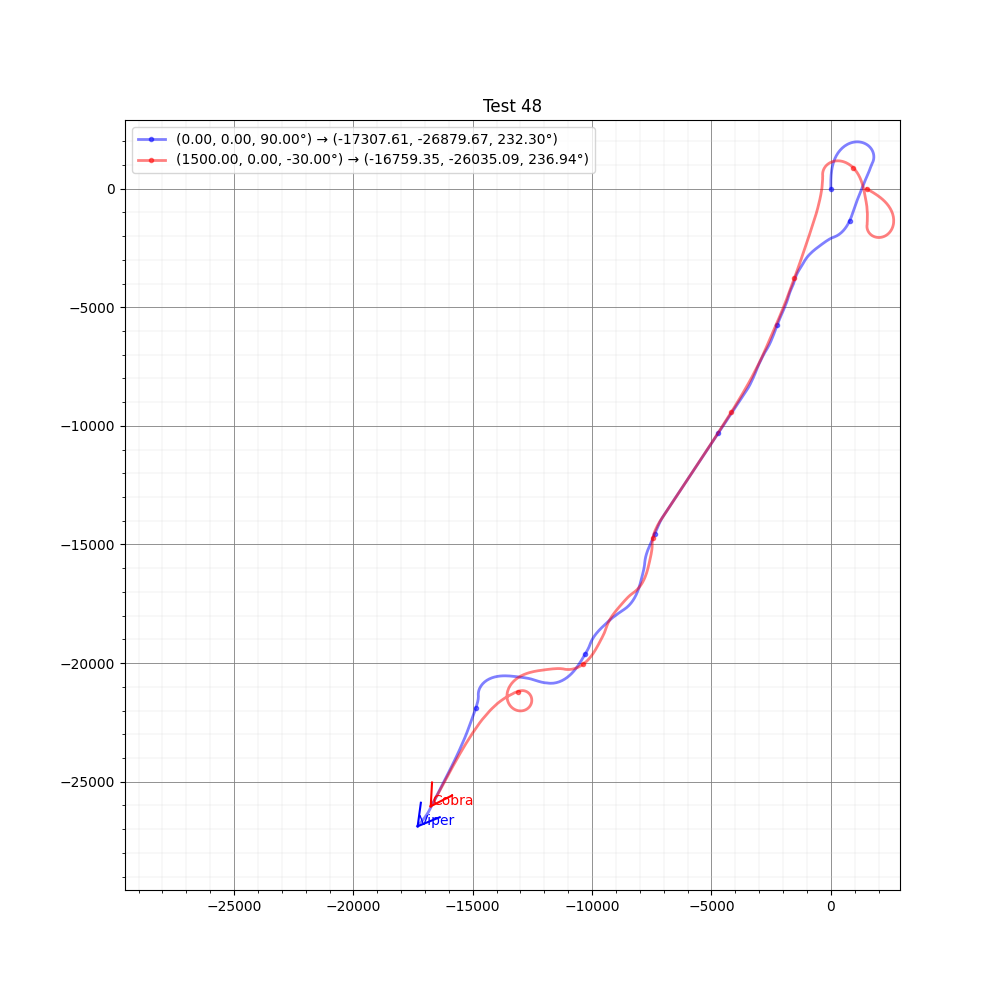 Test 48
(0.00, 0.00, 90.00°) → (-17307.61, -26879.67, 232.30°)
(1500.00, 0.00, -30.00°) → (-16759.35, -26035.09, 236.94°)
0
−5000
−10000
−15000
−20000
−25000
Cobra
Viper
−25000 −20000 −15000 −10000 −5000 0